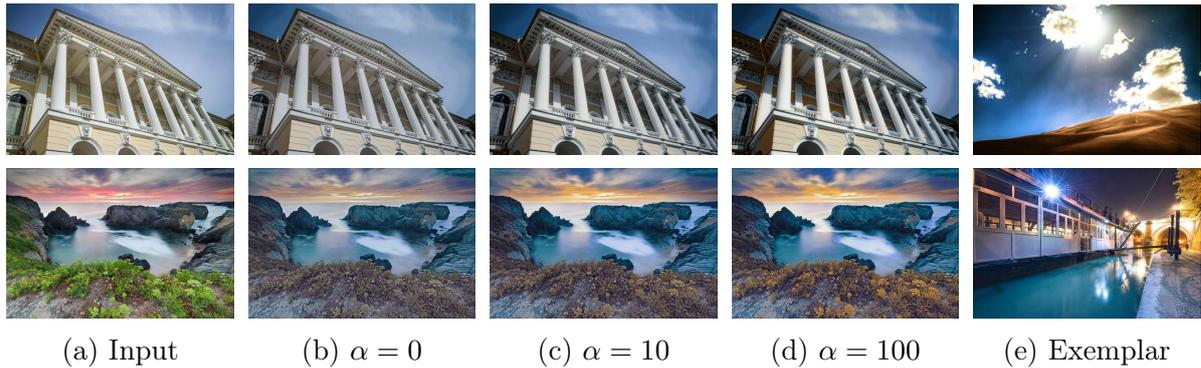 (a) Input (b) α = 0 (c) α = 10 (d) α = 100 (e) Exemplar